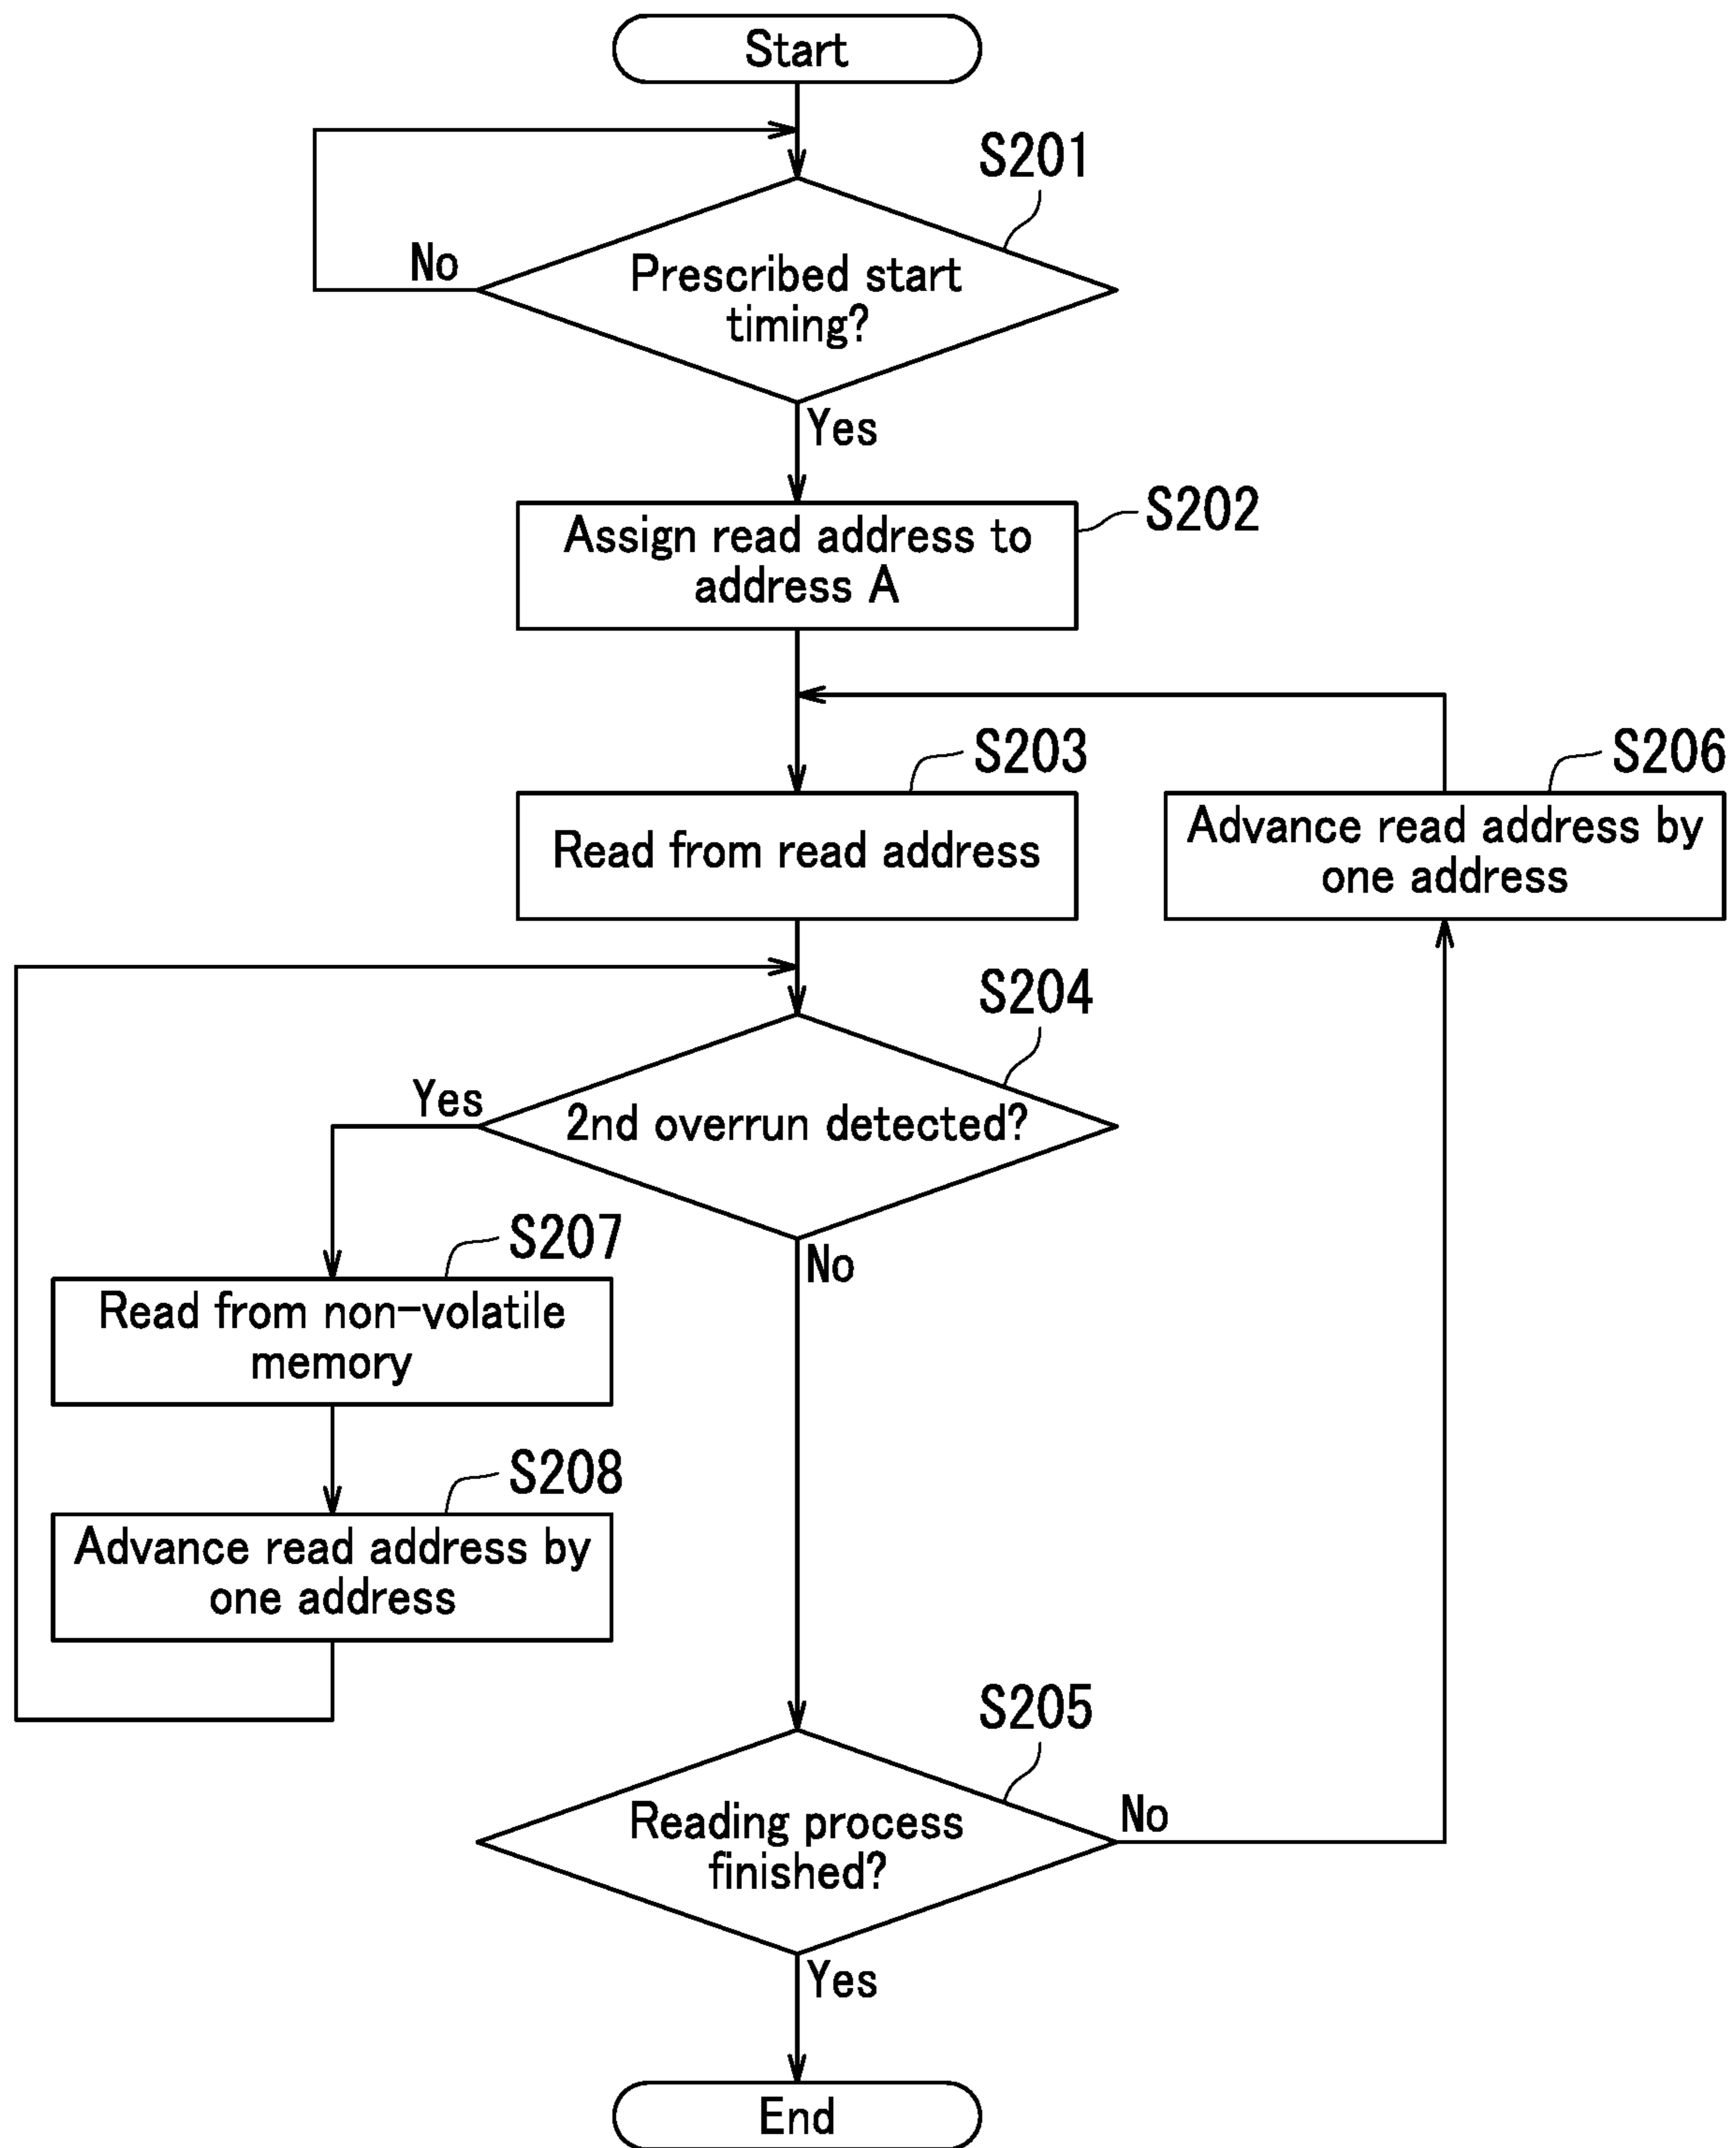 Start
S201
No
Prescribed start
timing?
Yes
S202
Assign read address to
address A
S203
S206
Read from read address
Advance read address by
one address
S204
Yes
2nd overrun detected?
No
S207
Read from non-volatile
memory
S208
Advance read address by
one address
S205
Reading process
finished?
No
Yes
End